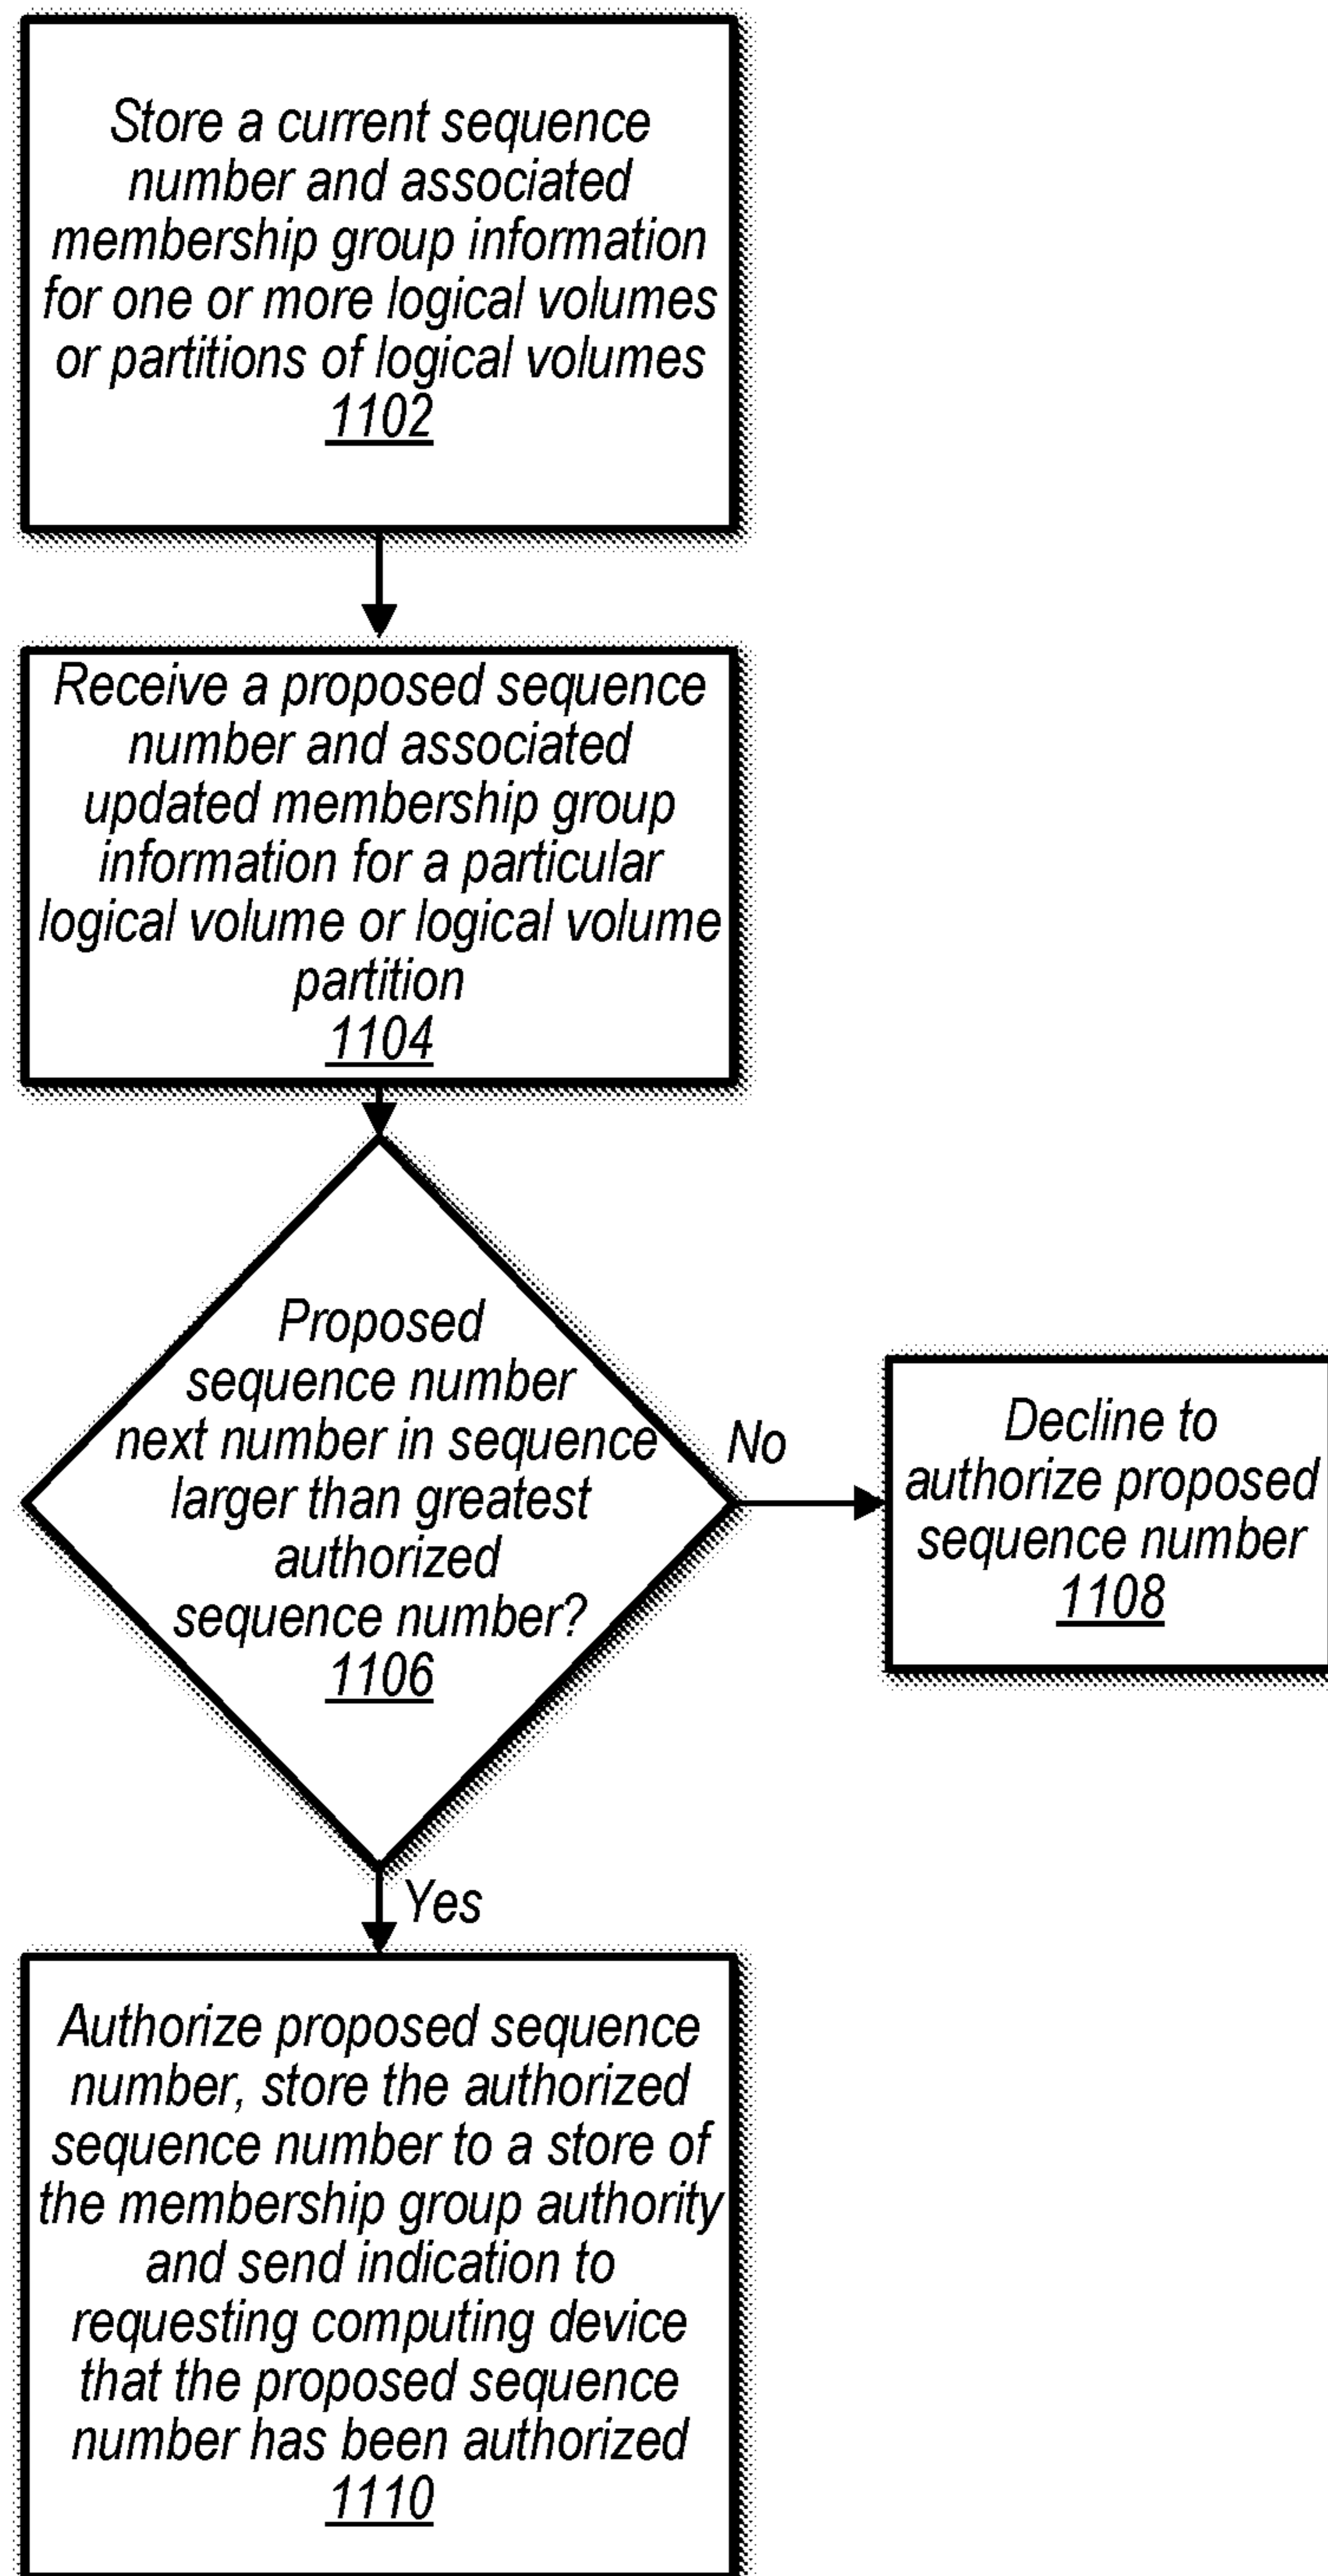 Store a current sequence
number and associated
membership group information
for one or more logical volumes
or partitions of logical volumes
1102
Receive a proposed sequence
number and associated
updated membership group
information for a particular
logical volume or logical volume
partition
1104
Proposed
sequence number
next number in sequence
larger than greatest
authorized
sequence number?
1106
No
Decline to
authorize proposed
sequence number
1108
Yes
Authorize proposed sequence
number, store the authorized
sequence number to a store of
the membership group authority
and send indication to
requesting computing device
that the proposed sequence
number has been authorized
1110